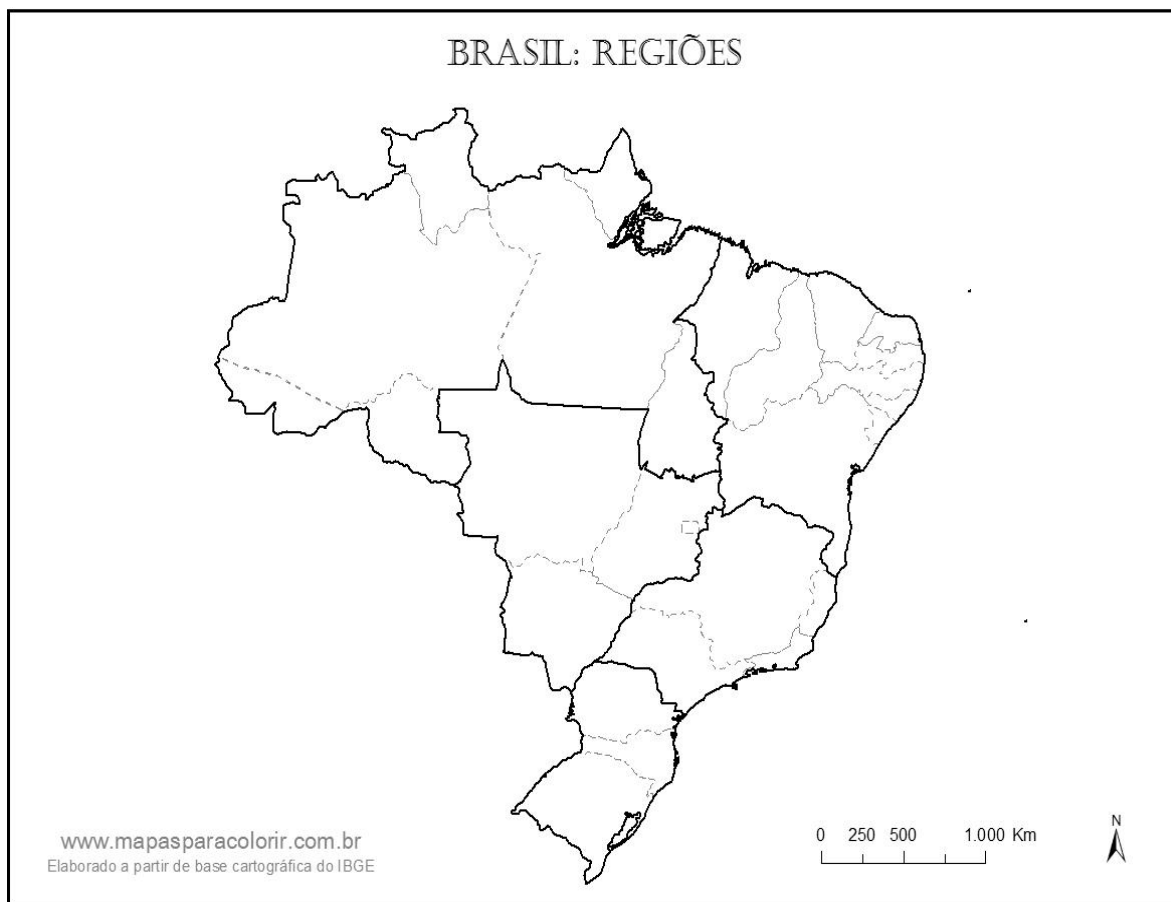 BRASIL: REGIÕES
N
0 250 500 1.000 Km
www.mapasparacolorir.com.br
Elaborado a partir de base cartográfica do IBGE